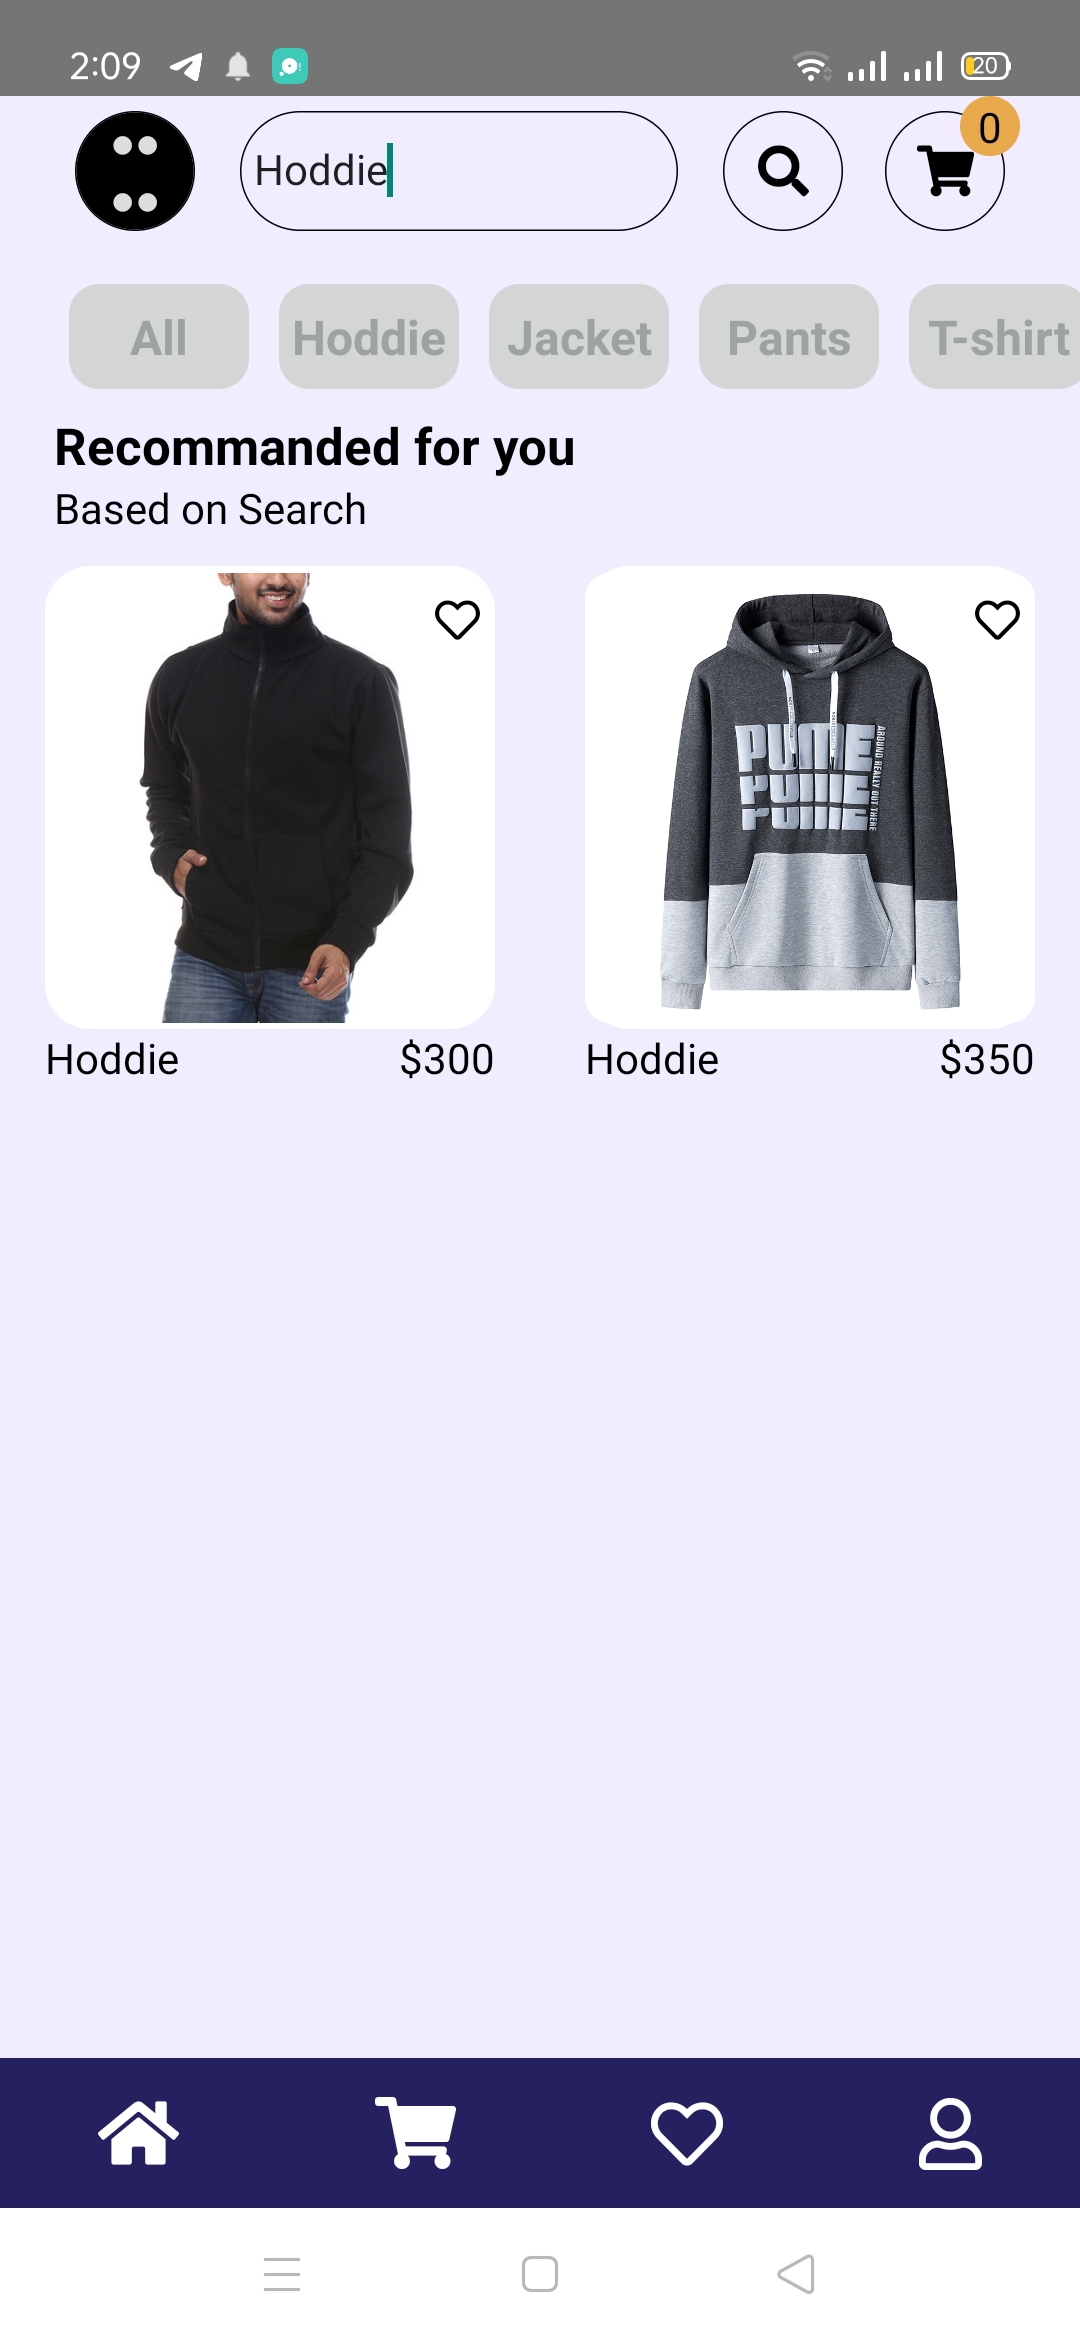 2:09 20
0
Hoddie
All Hoddie Jacket Pants T-shirt
Recommanded for you
Based on Search
PUME
PUME
PUME
AROUND REALLY OUT THERE
Hoddie $300 Hoddie $350